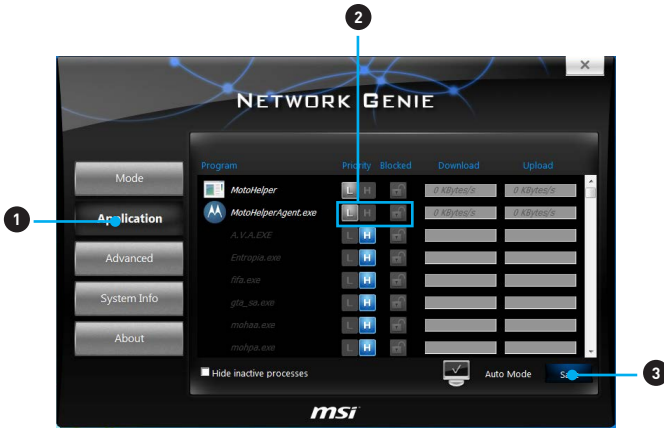 2
NETWORK GENIE
Program Priority Blocked Download Upload
Mode
MotoHelper L H 0 KBytes/s 0 KBytes/s
1
Application
MotoHelperAgent.exe L H 0 KBytes/s 0 KBytes/s
A.V.A.EXE L H
Advanced
Entropia.exe L H
fifa.exe L H
System Info
gta_sa.exe L H
mohaa.exe L H
About
mohpa.exe L H
Hide inactive processes
Auto Mode
Save
3
msi